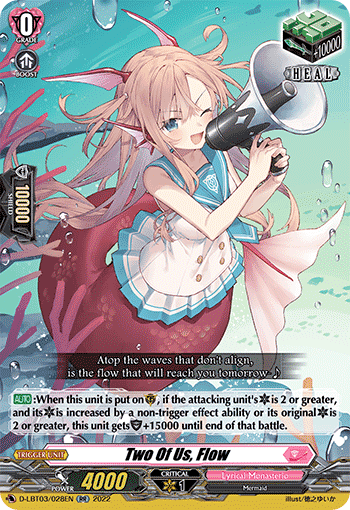 0
GRADE
BOOST
+10000
HEAL
10000
SHIELD
Atop the waves that don't align,
is the flow that will reach you tomorrow♪
AUTO:When this unit is put on , if the attacking unit's is 2 or greater,
and its is increased by a non-trigger effect ability or its original
is 2 or greater, this unit gets +15000 until end of that battle.
TRIGGER UNIT
Two Of Us, Flow
Lyrical Monasterio
POWER 4000
CRITICAL
1
Mermaid
D-LBT03/028EN 2022
illust/徳之ゆいか